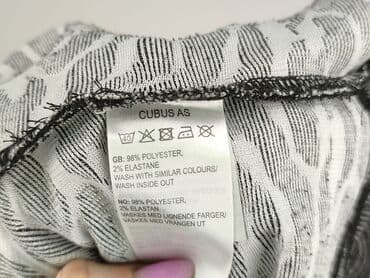 CUBUS AS
GB: 98% POLYESTER,
2% ELASTANE
WASH WITH SIMILAR COLOURS/
WASH INSIDE OUT
NO: 98% POLYESTER,
2% ELASTAN
VASKES MED LIGNENDE FARGER/
VASKES MED VRANGEN UT